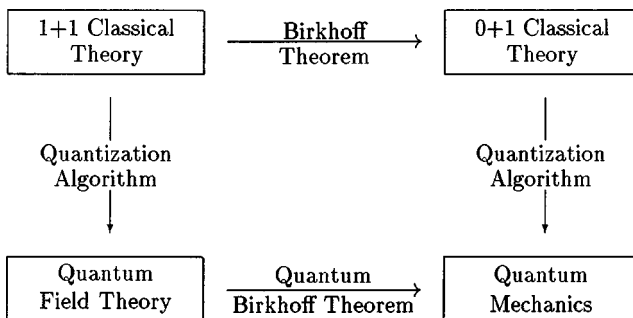 1+1 Classical
Theory
Birkhoff
Theorem
0+1 Classical
Theory
Quantization
Algorithm
Quantization
Algorithm
Quantum
Field Theory
Quantum
Birkhoff Theorem
Quantum
Mechanics